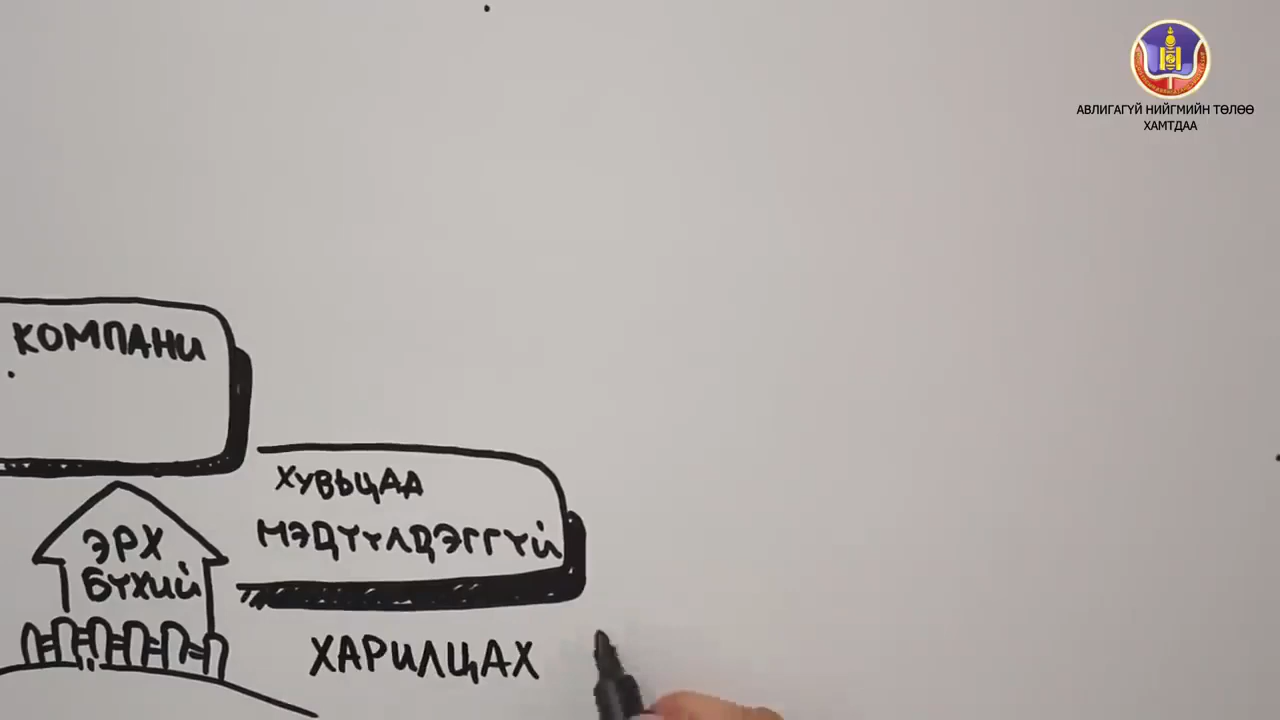 АВЛИГАГҮЙ НИЙГМИЙН ТӨЛӨӨ
ХАМТДАА
КОМПАНИ
ХУВЬЦАА
МЭДҮҮЛДЭГГҮЙ
ЭРХ
БҮХИЙ
ХАРИЛЦАХ